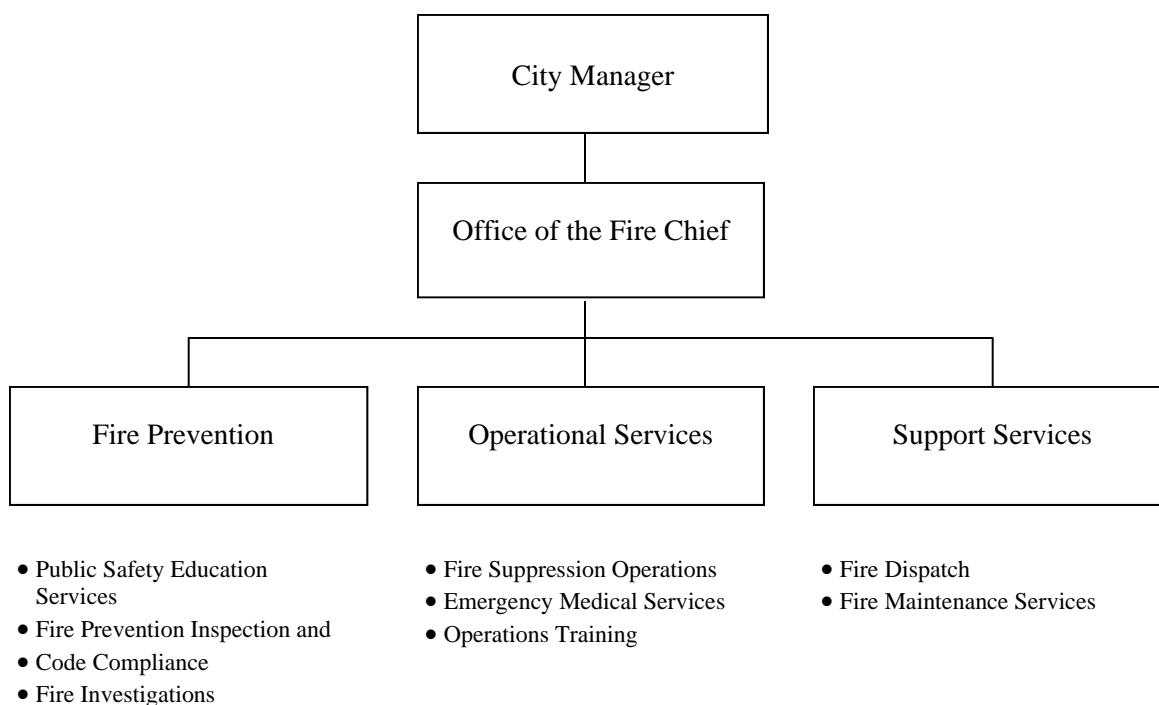 City Manager
Office of the Fire Chief
Fire Prevention
Operational Services
Support Services
• Public Safety Education
Services
• Fire Prevention Inspection and
• Code Compliance
• Fire Investigations
• Fire Suppression Operations
• Emergency Medical Services
• Operations Training
• Fire Dispatch
• Fire Maintenance Services